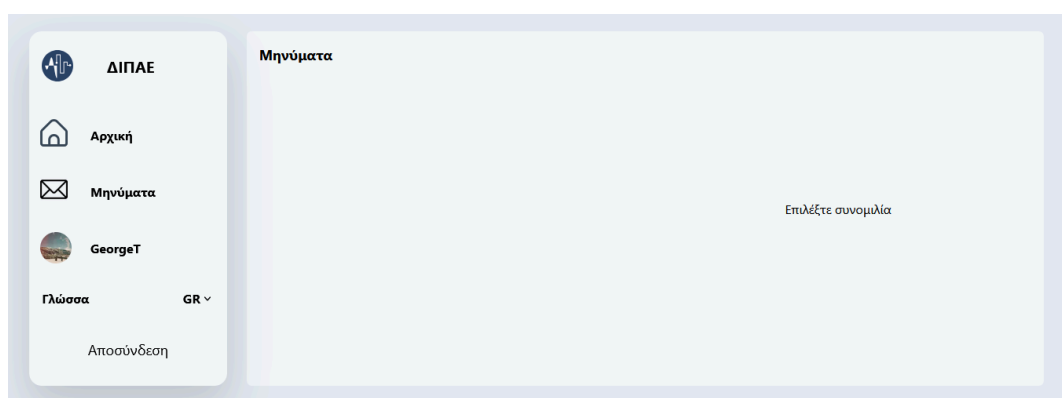 ΔΙΠΑΕ
Αρχική
Μηνύματα
GeorgeT
Γλώσσα GR
Αποσύνδεση
Μηνύματα
Επιλέξτε συνομιλία